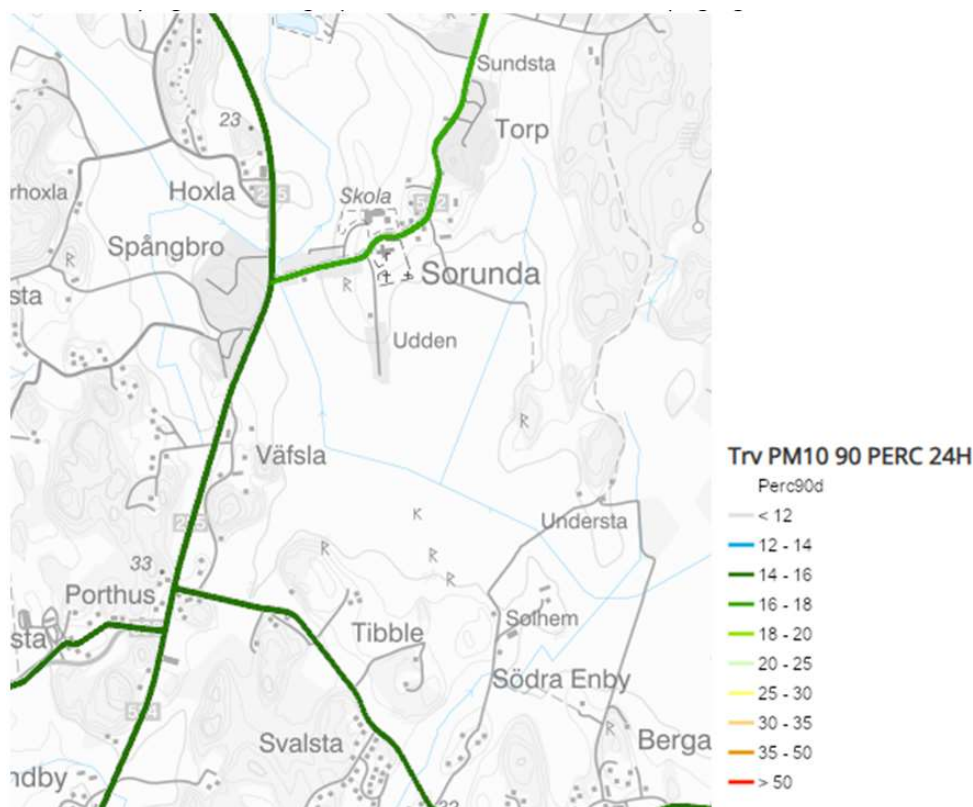 Sundsta
23
Torp
rhoxla
Hoxla
Skola
Spångbro
R
sta
R
Sorunda
Udden
R
Väfsla
K
R
R
R
Understa
33
Porthus
sta
Tibble
Solhem
Södra Enby
R
Svalsta
Berga
ndby
Trv PM10 90 PERC 24H
Perc90d
< 12
12 - 14
14 - 16
16 - 18
18 - 20
20 - 25
25 - 30
30 - 35
35 - 50
> 50